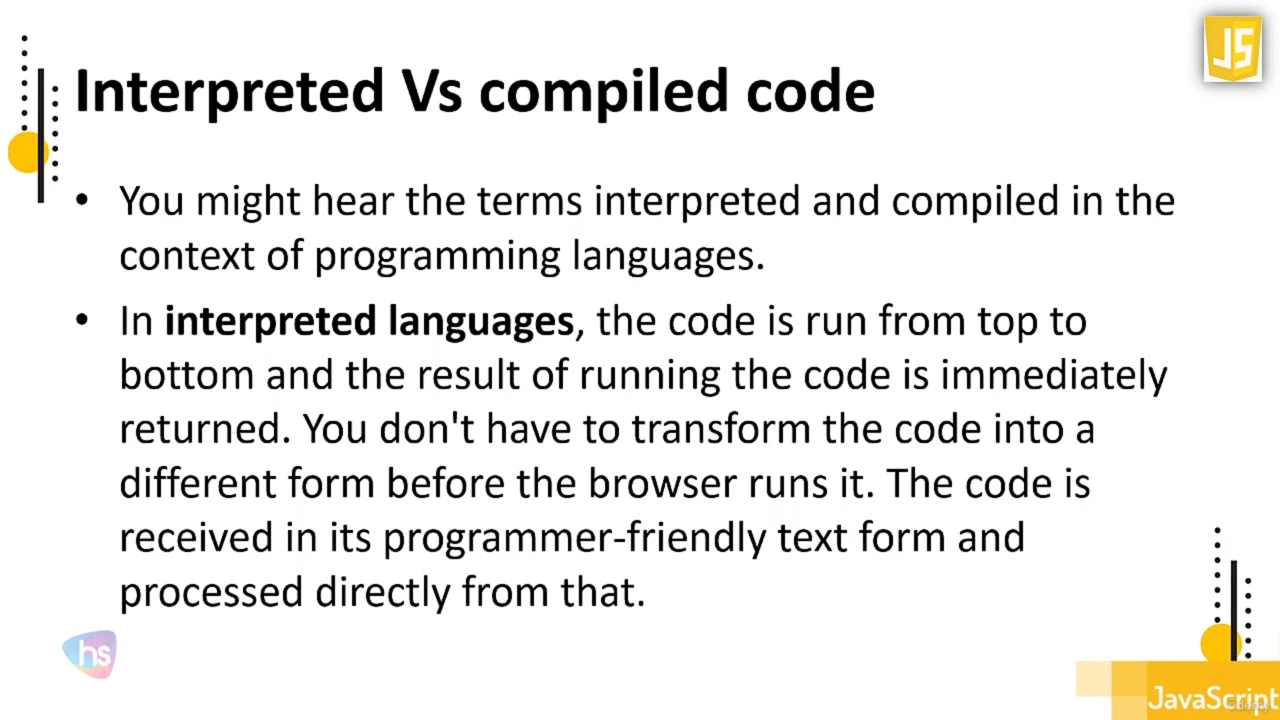 JS
Interpreted Vs compiled code
• You might hear the terms interpreted and compiled in the
context of programming languages.
• In interpreted languages, the code is run from top to
bottom and the result of running the code is immediately
returned. You don't have to transform the code into a
different form before the browser runs it. The code is
received in its programmer-friendly text form and
processed directly from that.
hs
JavaScript
Udemy